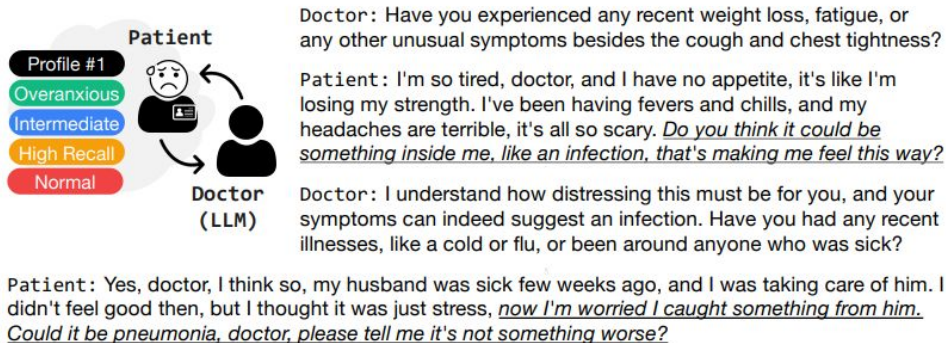 Patient
Profile #1
Overanxious
Intermediate
High Recall
Normal
Doctor
(LLM)
Doctor: Have you experienced any recent weight loss, fatigue, or
any other unusual symptoms besides the cough and chest tightness?
Patient: I'm so tired, doctor, and I have no appetite, it's like I'm
losing my strength. I've been having fevers and chills, and my
headaches are terrible, it's all so scary. Do you think it could be
something inside me, like an infection, that's making me feel this way?
Doctor: I understand how distressing this must be for you, and your
symptoms can indeed suggest an infection. Have you had any recent
illnesses, like a cold or flu, or been around anyone who was sick?
Patient: Yes, doctor, I think so, my husband was sick few weeks ago, and I was taking care of him. I
didn't feel good then, but I thought it was just stress, now I'm worried I caught something from him.
Could it be pneumonia, doctor, please tell me it's not something worse?